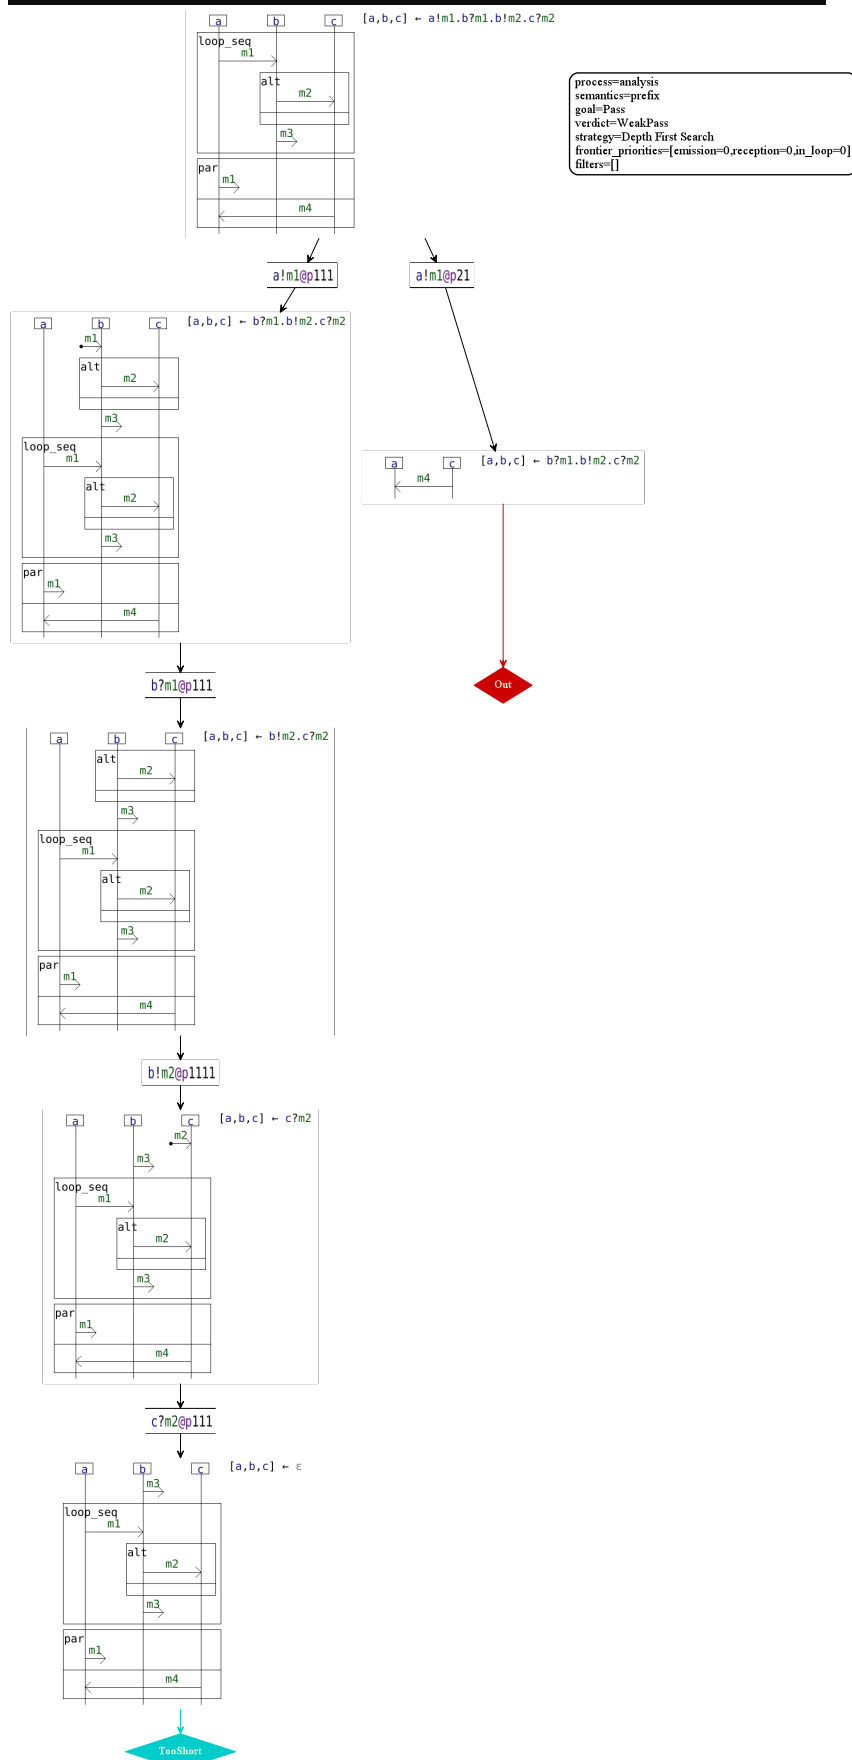 a b c [a,b,c] ← a!m1.b?m1.b!m2.c?m2
loop_seq
m1
alt
m2
m3
par
m1
m4
process=analysis
semantics=prefix
goal=Pass
verdict=WeakPass
strategy=Depth First Search
frontier_priorities=[emission=0,reception=0,in_loop=0]
filters=[]
a!m1@p111
a!m1@p21
a b c [a,b,c] ← b?m1.b!m2.c?m2
m1
alt
m2
m3
loop_seq
m1
alt
m2
m3
par
m1
m4
a c [a,b,c] ← b?m1.b!m2.c?m2
m4
Out
b?m1@p111
a b c [a,b,c] ← b!m2.c?m2
alt
m2
m3
loop_seq
m1
alt
m2
m3
par
m1
m4
b!m2@p1111
a b c [a,b,c] ← c?m2
m2
m3
loop_seq
m1
alt
m2
m3
par
m1
m4
c?m2@p111
a b c [a,b,c] ← ε
m3
loop_seq
m1
alt
m2
m3
par
m1
m4
TooShort